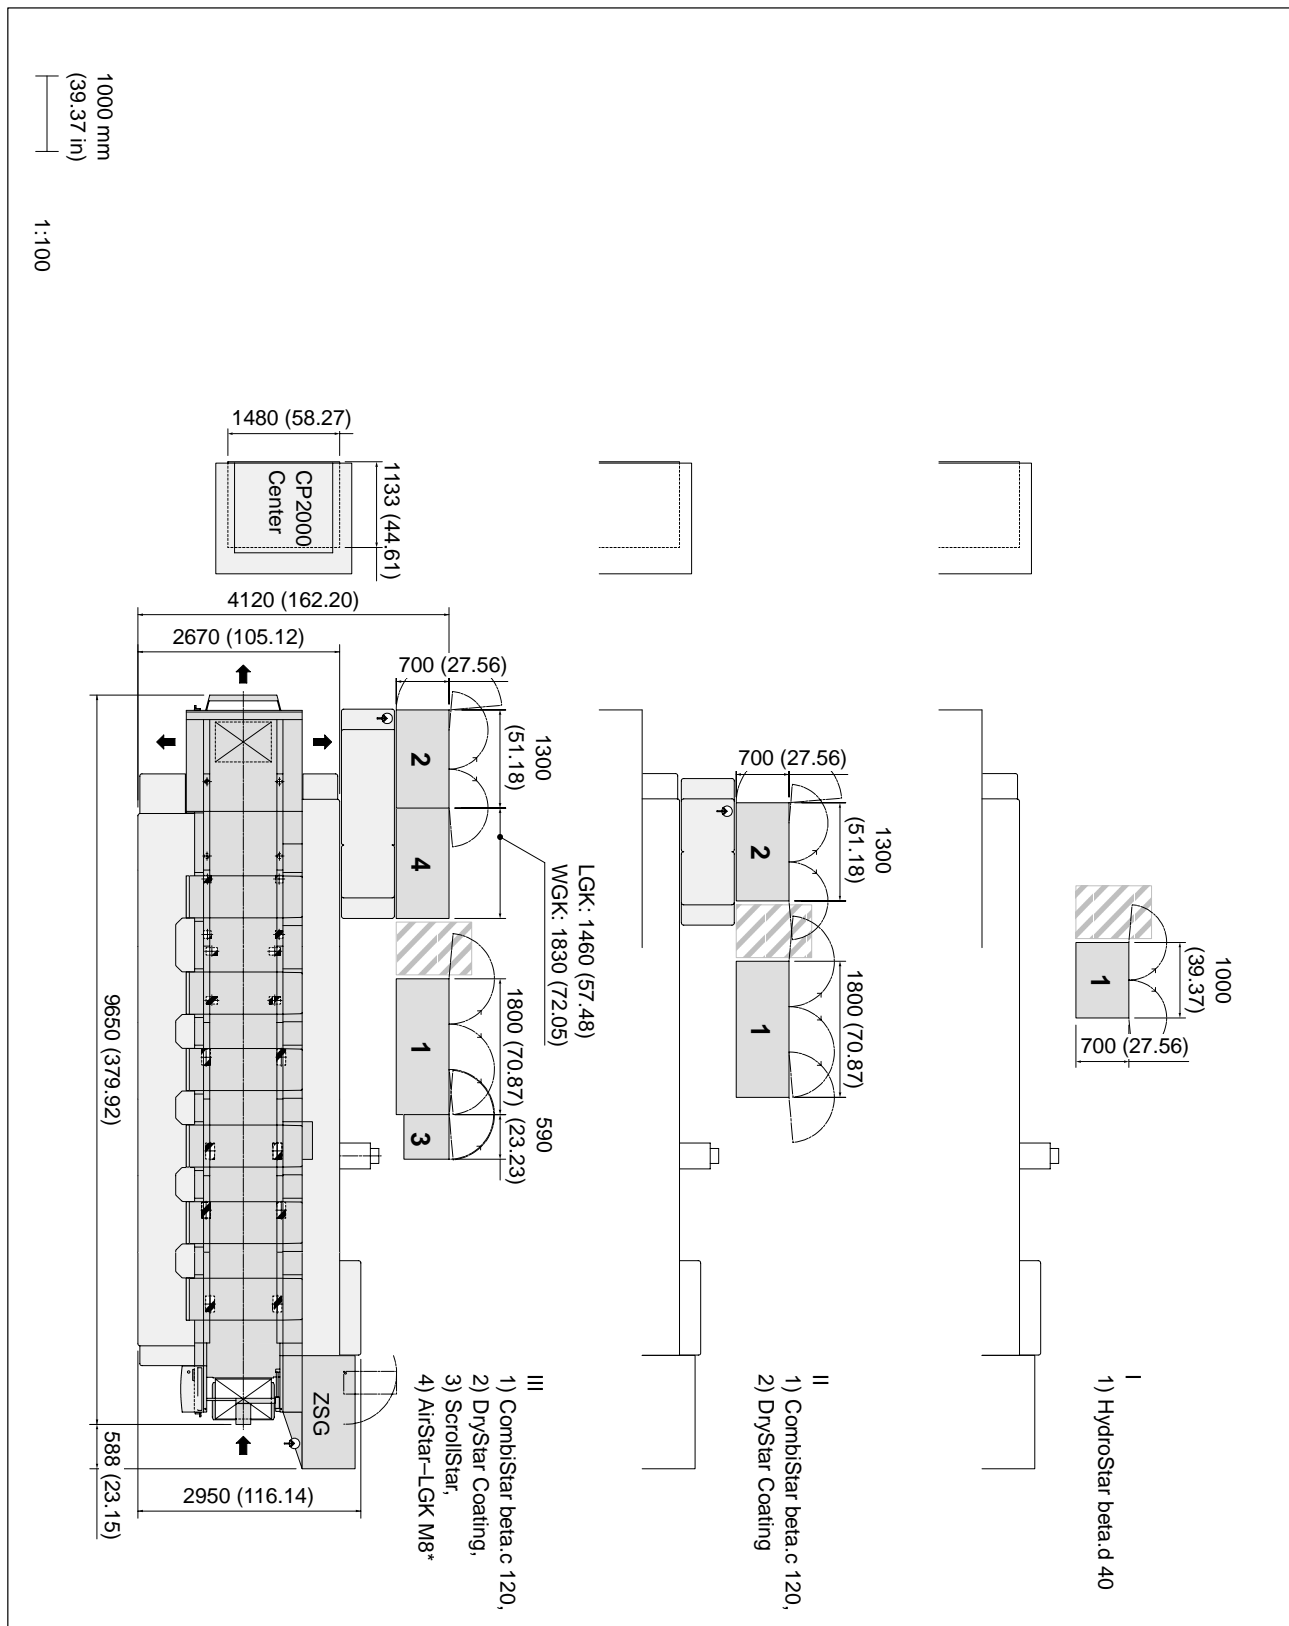 1000 mm
(39.37 in)
1:100
1480 (58.27)
1133 (44.61)
CP2000
Center
4120 (162.20)
2670 (105.12)
700 (27.56)
1300
(51.18)
2
4
LGK: 1460 (57.48)
WGK: 1830 (72.05)
1800 (70.87)
1
590
(23.23)
3
9650 (379.92)
588 (23.15)
2950 (116.14)
ZSG
700 (27.56)
1300
(51.18)
2
1800 (70.87)
1
1000
(39.37)
1
700 (27.56)
I
1) HydroStar beta.d 40
II
1) CombiStar beta.c 120,
2) DryStar Coating
III
1) CombiStar beta.c 120,
2) DryStar Coating,
3) ScrollStar,
4) AirStar–LGK M8*